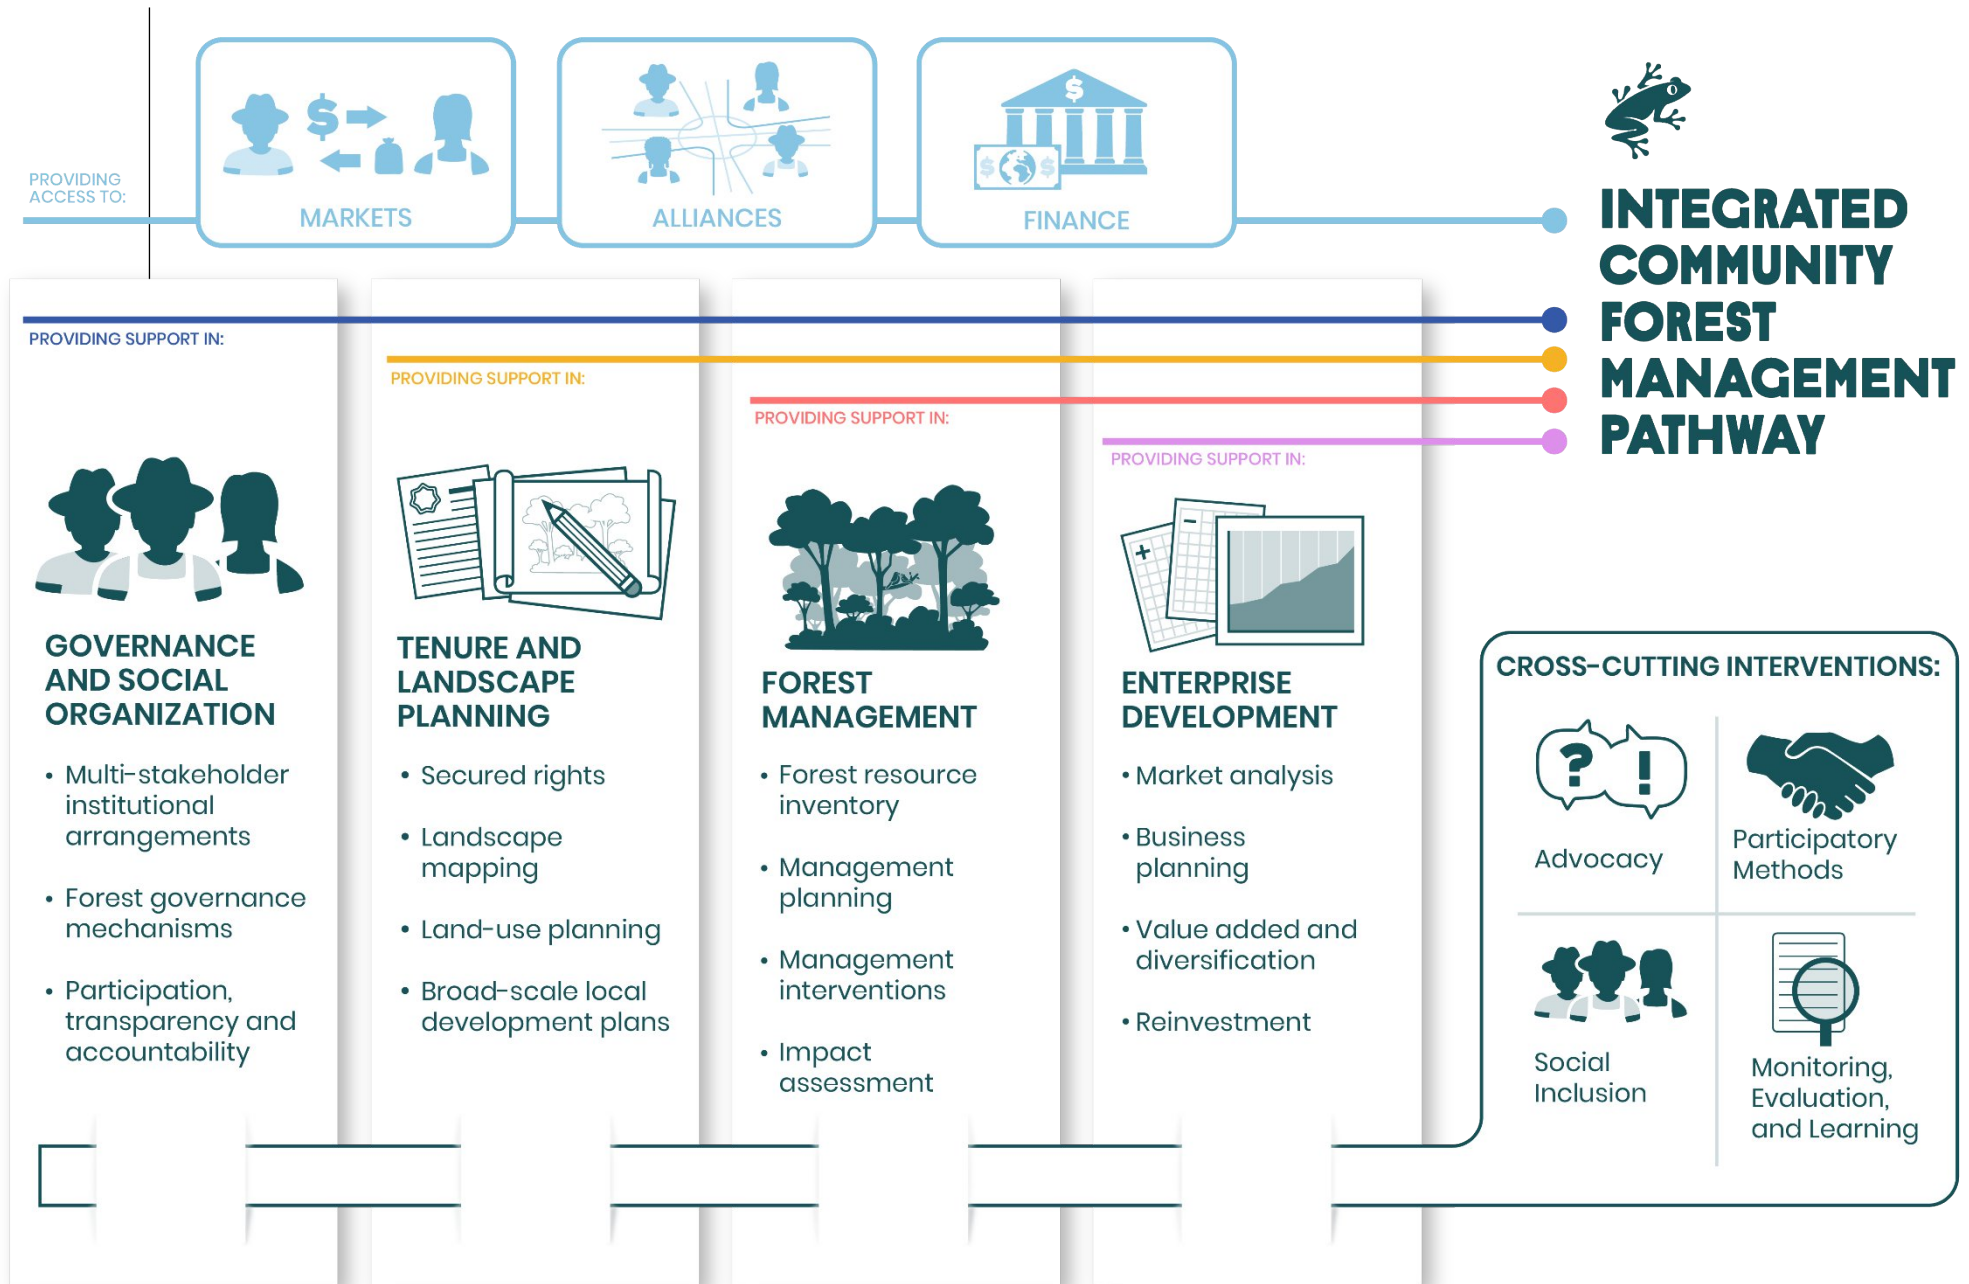 PROVIDING
ACCESS TO:
$
MARKETS
ALLIANCES
$
$ $
FINANCE
INTEGRATED
COMMUNITY
FOREST
MANAGEMENT
PATHWAY
PROVIDING SUPPORT IN:
PROVIDING SUPPORT IN:
PROVIDING SUPPORT IN:
PROVIDING SUPPORT IN:
GOVERNANCE
AND SOCIAL
ORGANIZATION
• Multi-stakeholder
institutional
arrangements
• Forest governance
mechanisms
• Participation,
transparency and
accountability
TENURE AND
LANDSCAPE
PLANNING
• Secured rights
• Landscape
mapping
• Land-use planning
• Broad-scale local
development plans
FOREST
MANAGEMENT
• Forest resource
inventory
• Management
planning
• Management
interventions
• Impact
assessment
+
-
ENTERPRISE
DEVELOPMENT
• Market analysis
• Business
planning
• Value added and
diversification
• Reinvestment
CROSS-CUTTING INTERVENTIONS:
? !
Advocacy
Participatory
Methods
Social
Inclusion
Monitoring,
Evaluation,
and Learning